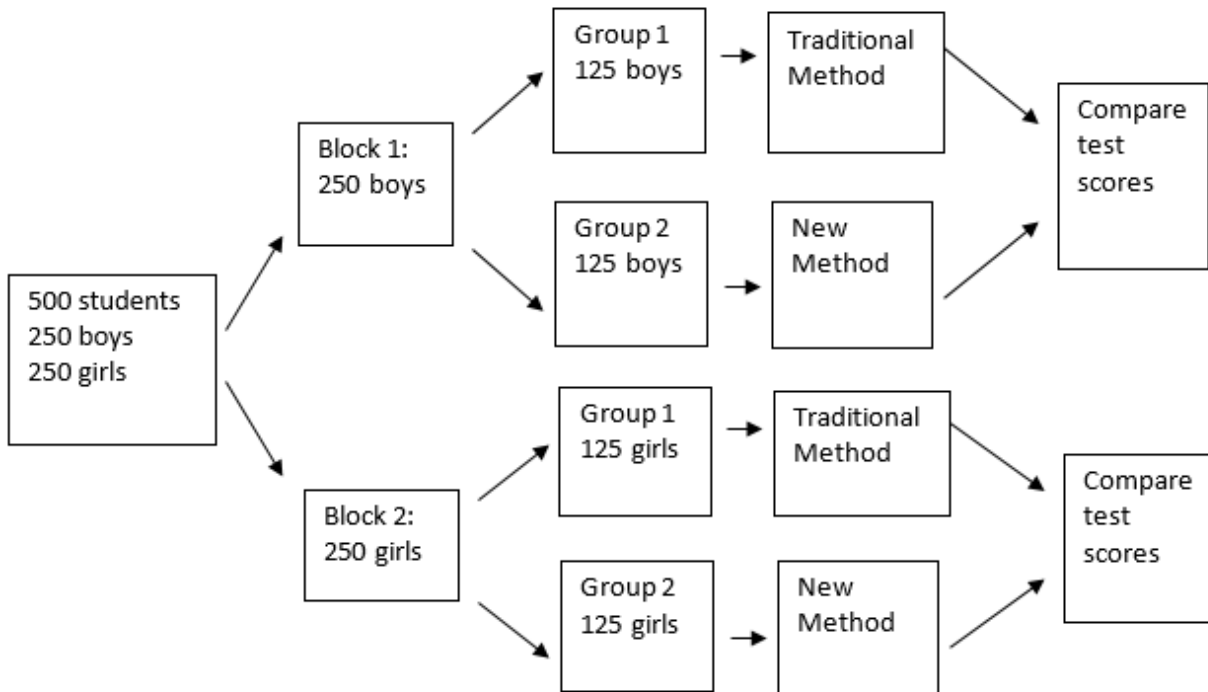 500 students
250 boys
250 girls
Block 1:
250 boys
Group 1
125 boys
Traditional
Method
Group 2
125 boys
New
Method
Compare
test
scores
Block 2:
250 girls
Group 1
125 girls
Traditional
Method
Group 2
125 girls
New
Method
Compare
test
scores